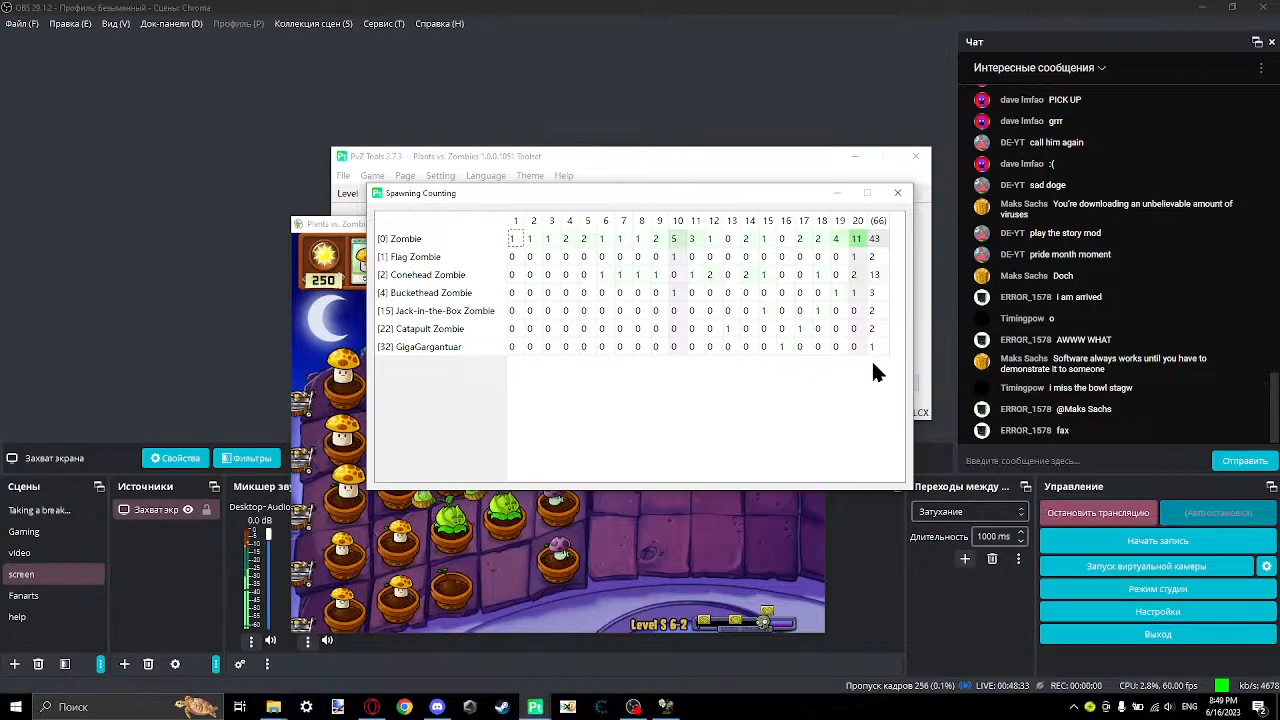 OBS 29.1.2 - Профиль: Безымянный - Сцены: Chroma
Файл (F) Правка (E) Вид (V) Док-панели (D) Профиль (P) Коллекция сцен (S) Сервис (T) Справка (H)
Чат
Интересные сообщения
dave lmfao PICK UP
dave lmfao grrr
DE-YT call him again
dave lmfao :(
DE-YT sad doge
Maks Sachs You're downloading an unbelievable amount of
viruses
DE-YT play the story mod
DE-YT pride month moment
Maks Sachs Doch
ERROR_1578 i am arrived
Timingpow o
ERROR_1578 AWWW WHAT
Maks Sachs Software always works until you have to
demonstrate it to someone
Timingpow i miss the bowl stagw
ERROR_1578 @Maks Sachs
ERROR_1578 fax
Введите сообщение здесь...
Отправить
Pt PvZ Tools 2.7.3 - Plants vs. Zombies 1.0.0.1051 Toolset
File Game Page Setting Language Theme Help
Level
LCX
Plants vs. Z
250
Pt Spawning Counting
1 2 3 4 5 6 7 8 9 10 11 12 13 14 15 16 17 18 19 20 (66)
[0] Zombie 1 1 1 2 2 1 1 1 2 5 3 1 0 2 1 0 2 2 4 11 43
[1] Flag Zombie 0 0 0 0 0 0 0 0 0 1 0 0 0 0 0 0 0 0 0 1 2
[2] Conehead Zombie 0 0 0 0 0 1 1 1 1 0 1 2 0 2 0 0 0 1 0 2 13
[4] Buckethead Zombie 0 0 0 0 0 0 0 0 0 1 0 0 0 0 0 0 0 0 1 1 3
[15] Jack-in-the-Box Zombie 0 0 0 0 0 0 0 0 0 0 0 0 0 0 1 0 0 1 0 0 2
[22] Catapult Zombie 0 0 0 0 0 0 0 0 0 0 0 0 1 0 0 0 1 0 0 0 2
[32] GigaGargantuar 0 0 0 0 0 0 0 0 0 0 0 0 0 0 0 1 0 0 0 0 1
Level S 6-2
Захват экрана
Свойства
Фильтры
Сцены
Taking a break...
Gaming
video
screen
Fanarts
help
Источники
Захват экр
Микшер зву
Desktop-Audio
0.0 dB
Переходы между ...
Затухание
Длительность 1000 ms
Управление
Остановить трансляцию
(Автостановка)
Начать запись
Запуск виртуальной камеры
Режим студии
Настройки
Выход
Пропуск кадров 256 (0.1%) LIVE: 00:48:33 REC: 00:00:00 CPU: 2.8%, 60.00 fps kb/s: 4678
Поиск
Pt
8:49 PM
6/16/2023